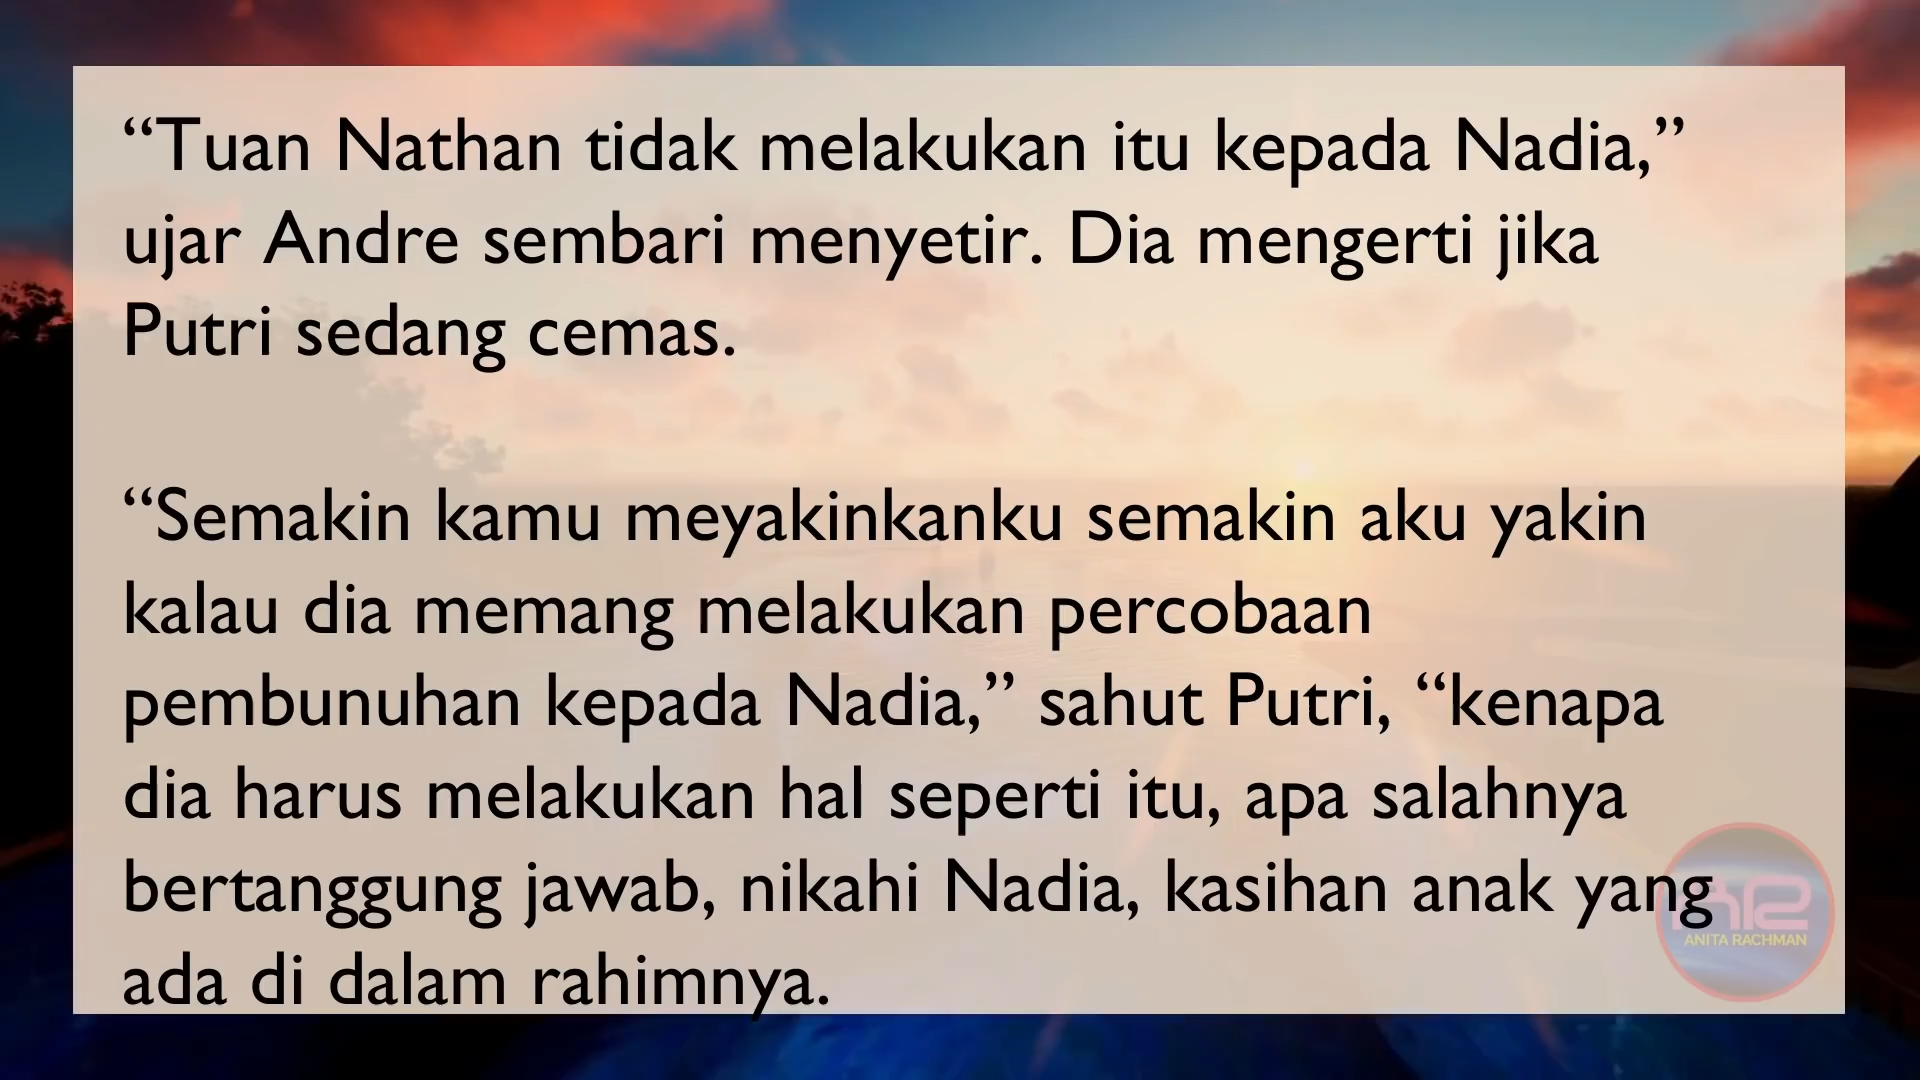 “Tuan Nathan tidak melakukan itu kepada Nadia,”
ujar Andre sembari menyetir. Dia mengerti jika
Putri sedang cemas.
“Semakin kamu meyakinkanku semakin aku yakin
kalau dia memang melakukan percobaan
pembunuhan kepada Nadia,” sahut Putri, “kenapa
dia harus melakukan hal seperti itu, apa salahnya
bertanggung jawab, nikahi Nadia, kasihan anak yang
ada di dalam rahimnya.
ANITA RACHMAN